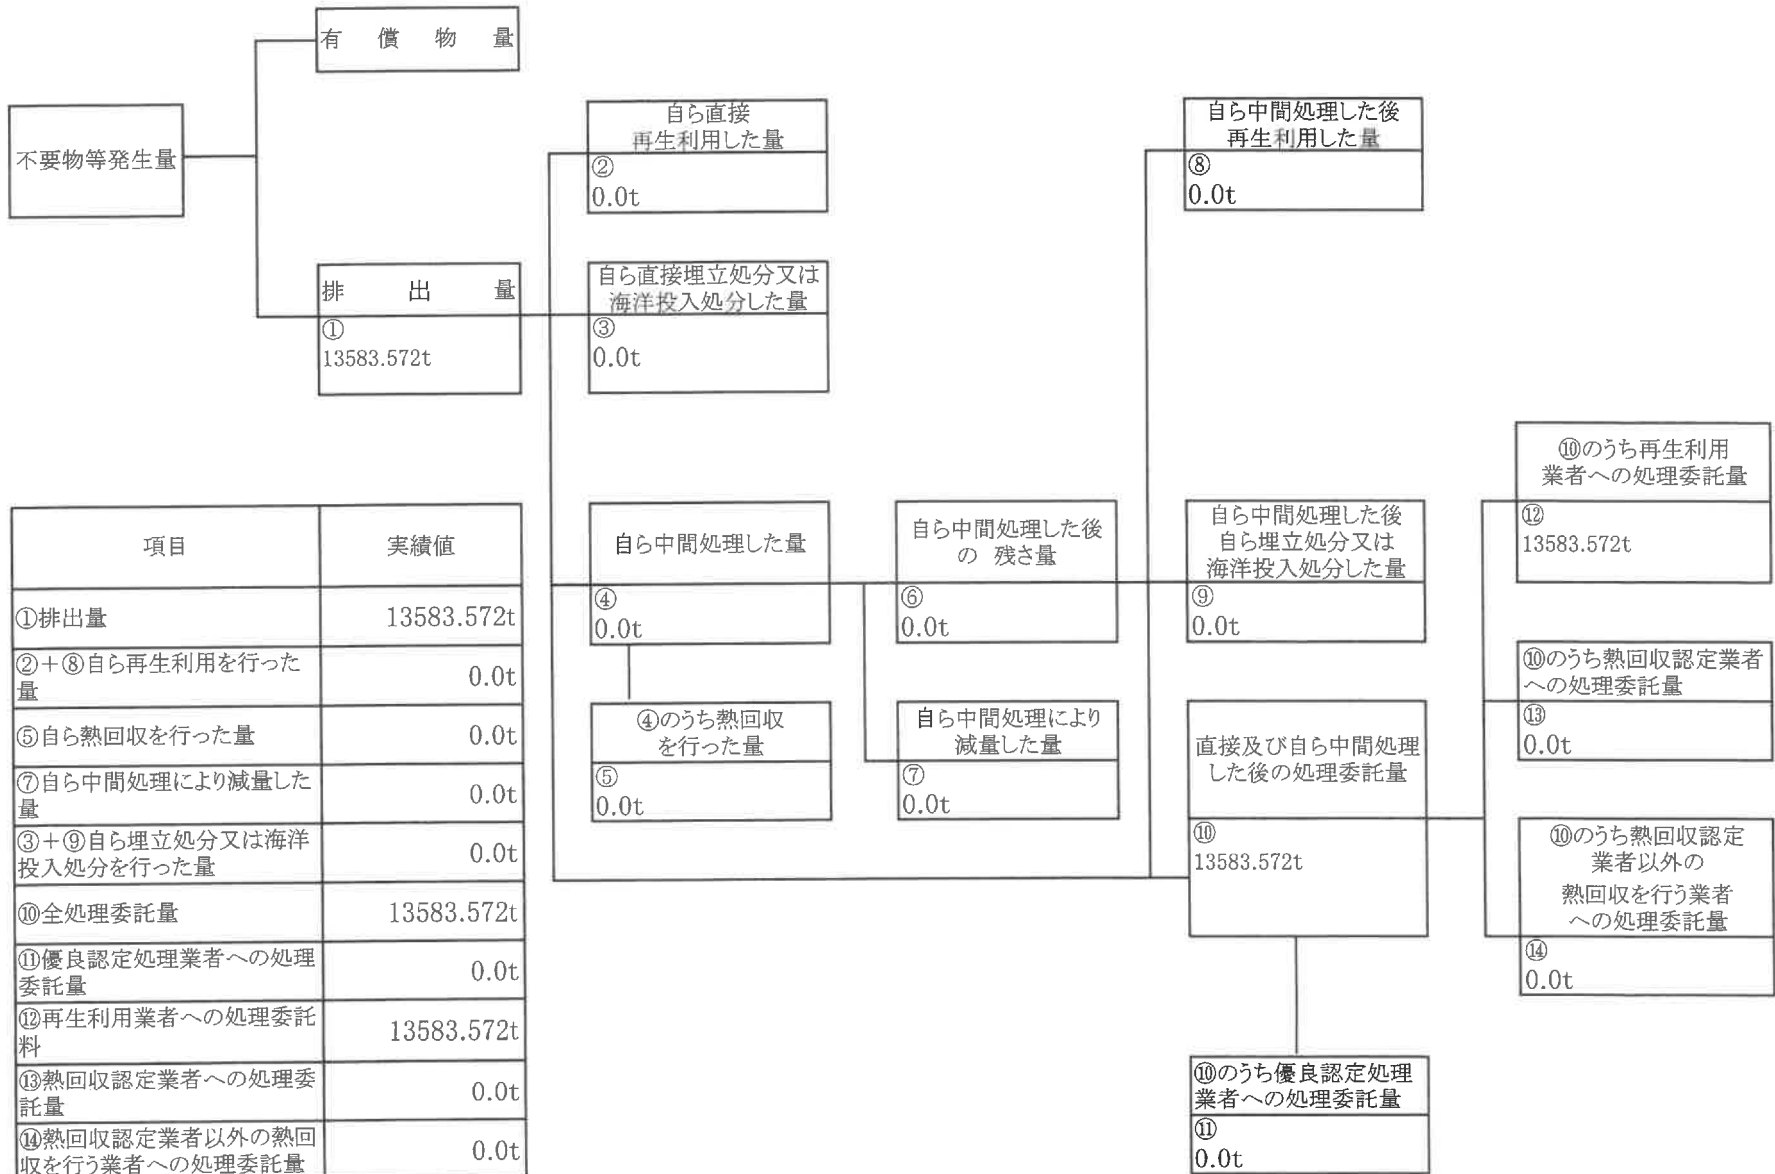 有償物量
不要物等発生量
排出量
①
13583.572t
自ら直接
再生利用した量
②
0.0t
自ら直接埋立処分又は
海洋投入処分した量
③
0.0t
自ら中間処理した後
再生利用した量
⑧
0.0t
自ら中間処理した量
④
0.0t
④のうち熱回収
を行った量
⑤
0.0t
自ら中間処理した後
の 残さ量
⑥
0.0t
自ら中間処理により
減量した量
⑦
0.0t
自ら中間処理した後
自ら埋立処分又は
海洋投入処分した量
⑨
0.0t
直接及び自ら中間処理
した後の処理委託量
⑩
13583.572t
⑩のうち優良認定処理
業者への処理委託量
⑪
0.0t
⑩のうち再生利用
業者への処理委託量
⑫
13583.572t
⑩のうち熱回収認定業者
への処理委託量
⑬
0.0t
⑩のうち熱回収認定
業者以外の
熱回収を行う業者
への処理委託量
⑭
0.0t
項目 実績値
①排出量 13583.572t
②+⑧自ら再生利用を行った
量 0.0t
⑤自ら熱回収を行った量 0.0t
⑦自ら中間処理により減量した
量 0.0t
③+⑨自ら埋立処分又は海洋
投入処分を行った量 0.0t
⑩全処理委託量 13583.572t
⑪優良認定処理業者への処理
委託量 0.0t
⑫再生利用業者への処理委託
料 13583.572t
⑬熱回収認定業者への処理委
託量 0.0t
⑭熱回収認定業者以外の熱回
収を行う業者への処理委託量 0.0t